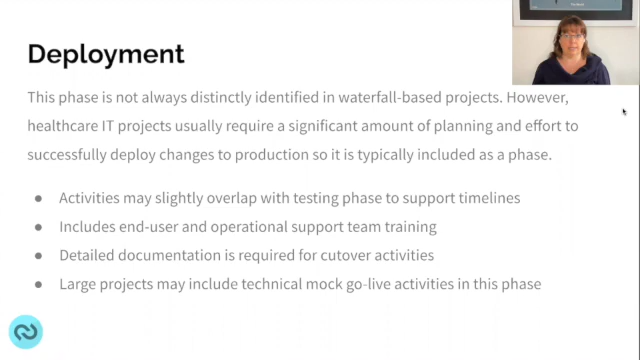 Deployment
This phase is not always distinctly identified in waterfall-based projects. However,
healthcare IT projects usually require a significant amount of planning and effort to
successfully deploy changes to production so it is typically included as a phase.
● Activities may slightly overlap with testing phase to support timelines
● Includes end-user and operational support team training
● Detailed documentation is required for cutover activities
● Large projects may include technical mock go-live activities in this phase